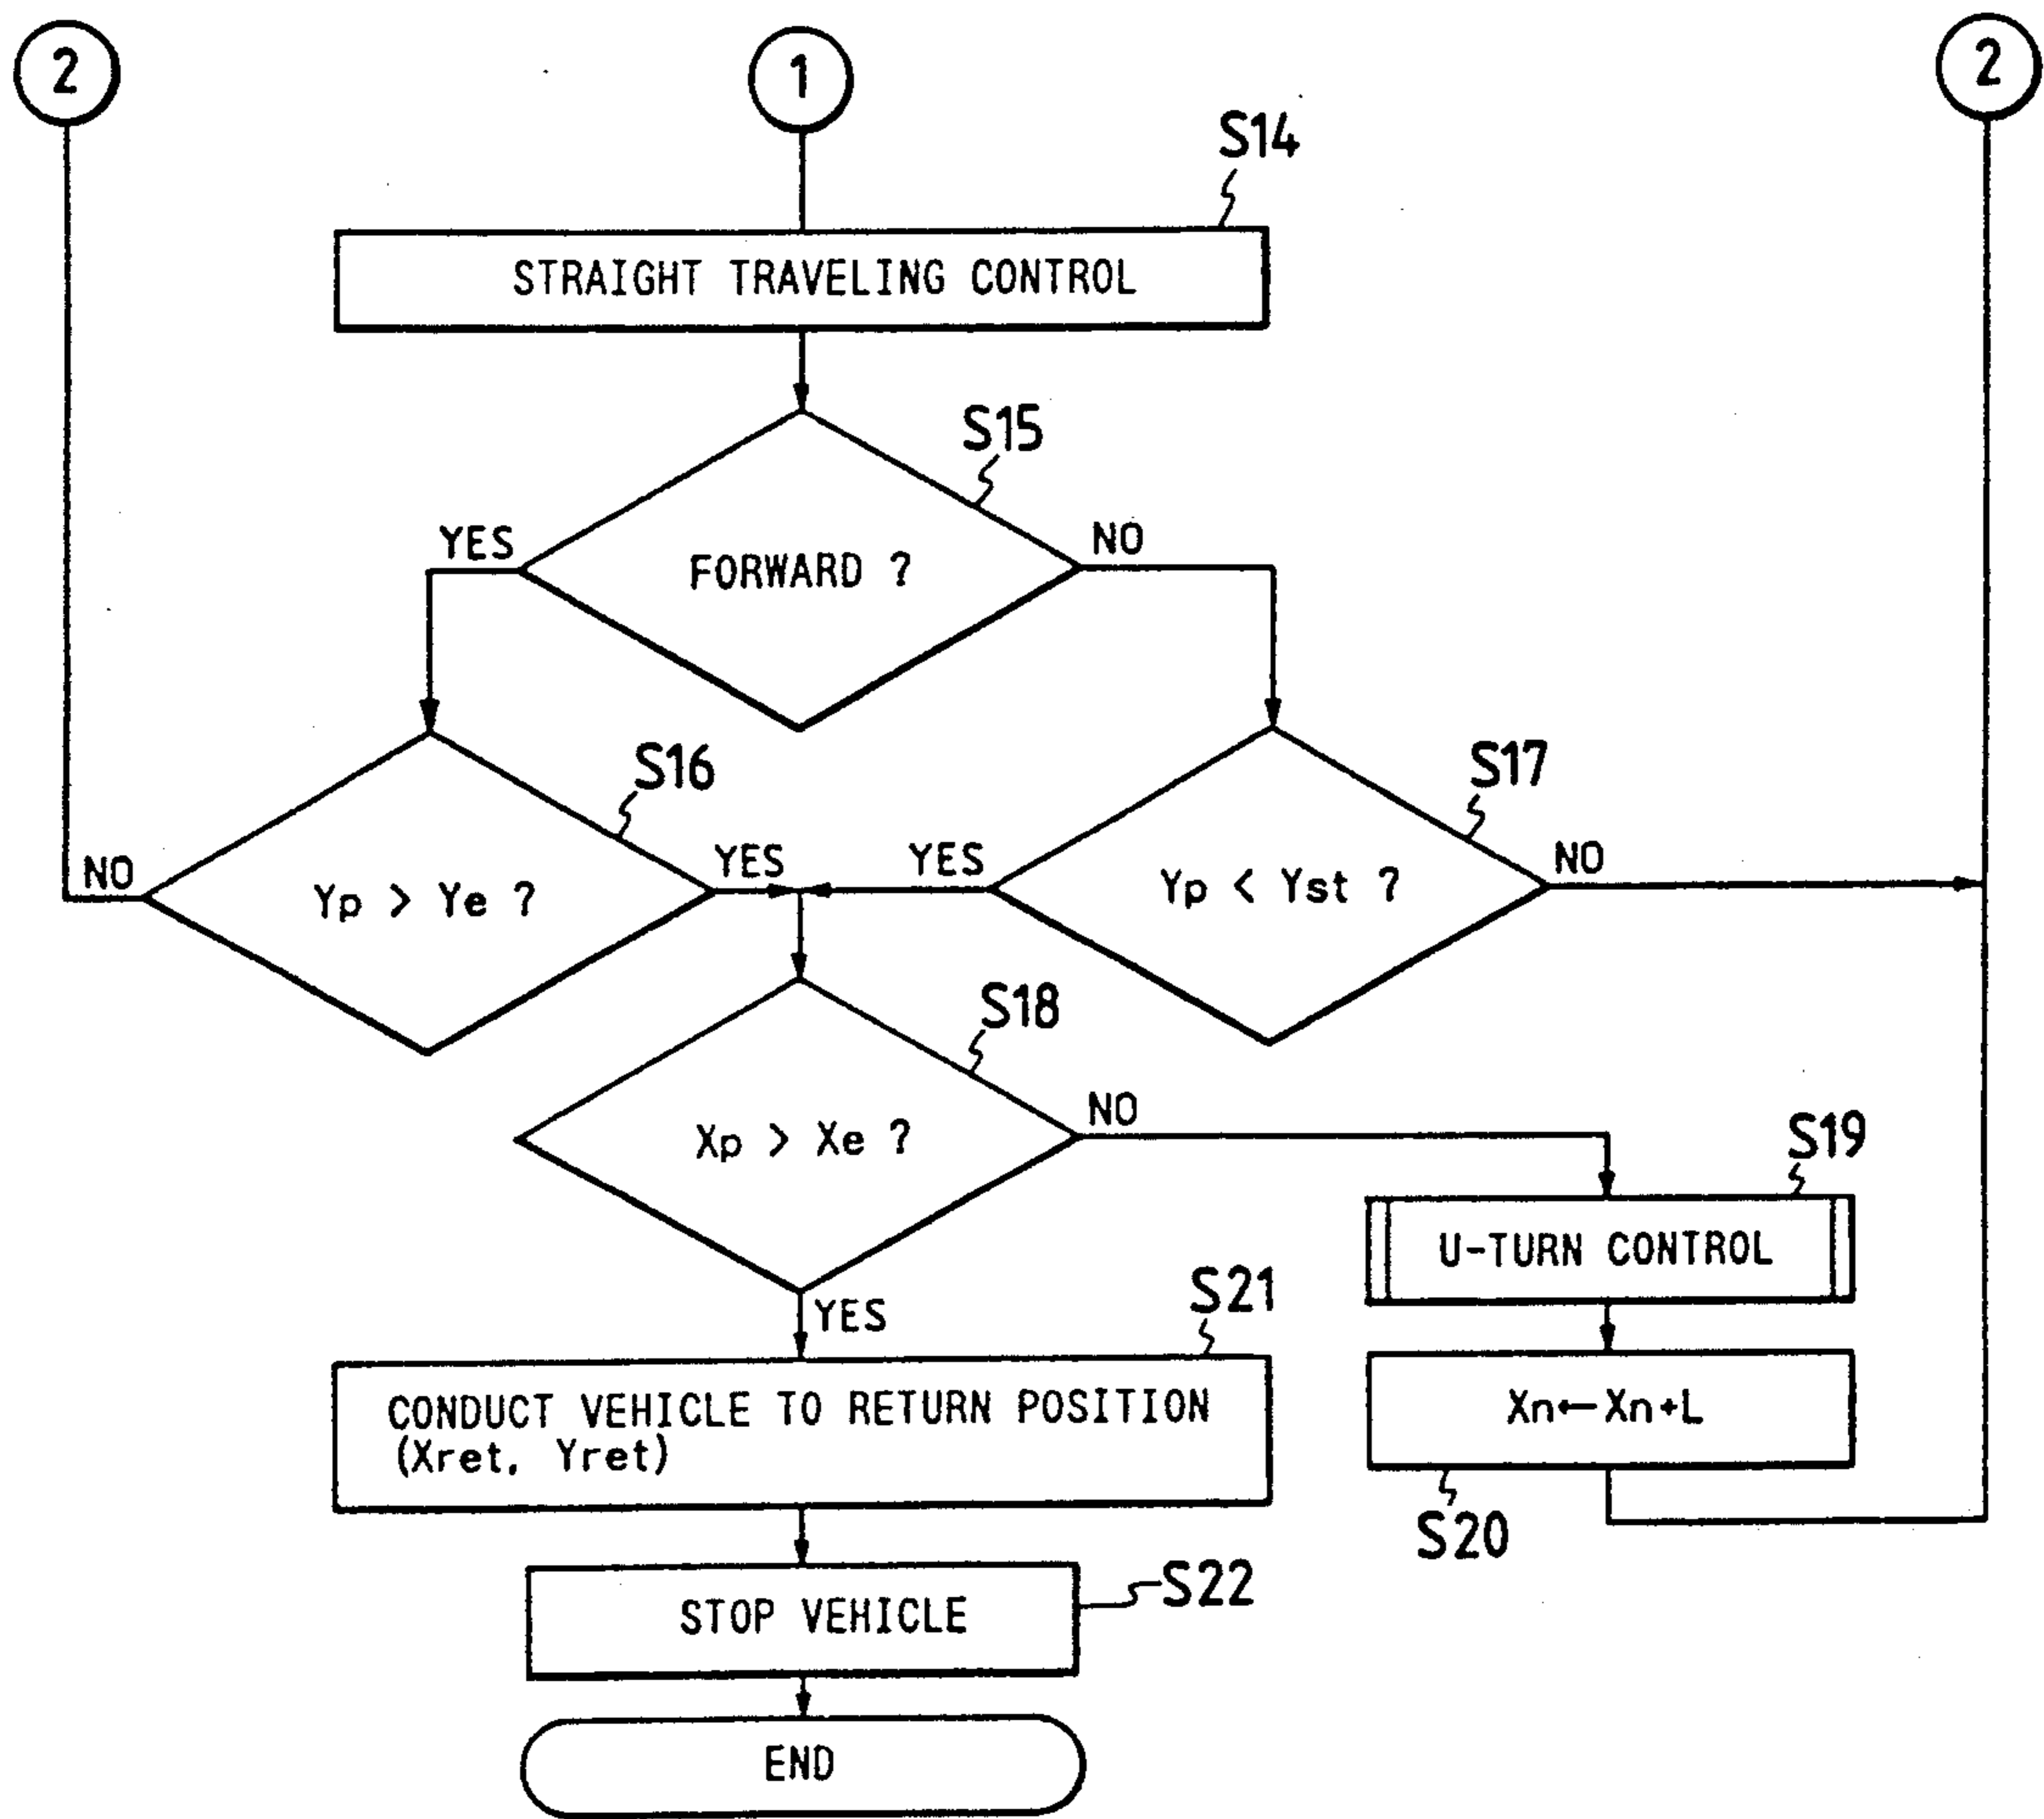 2
1
2
S14
STRAIGHT TRAVELING CONTROL
S15
YES
NO
FORWARD ?
S16
S17
NO
YES
YES
NO
Yp > Ye ?
Yp < Yst ?
S18
NO
Xp > Xe ?
S19
U-TURN CONTROL
YES
S21
CONDUCT VEHICLE TO RETURN POSITION
(Xret, Yret)
Xn←Xn+L
S20
S22
STOP VEHICLE
END